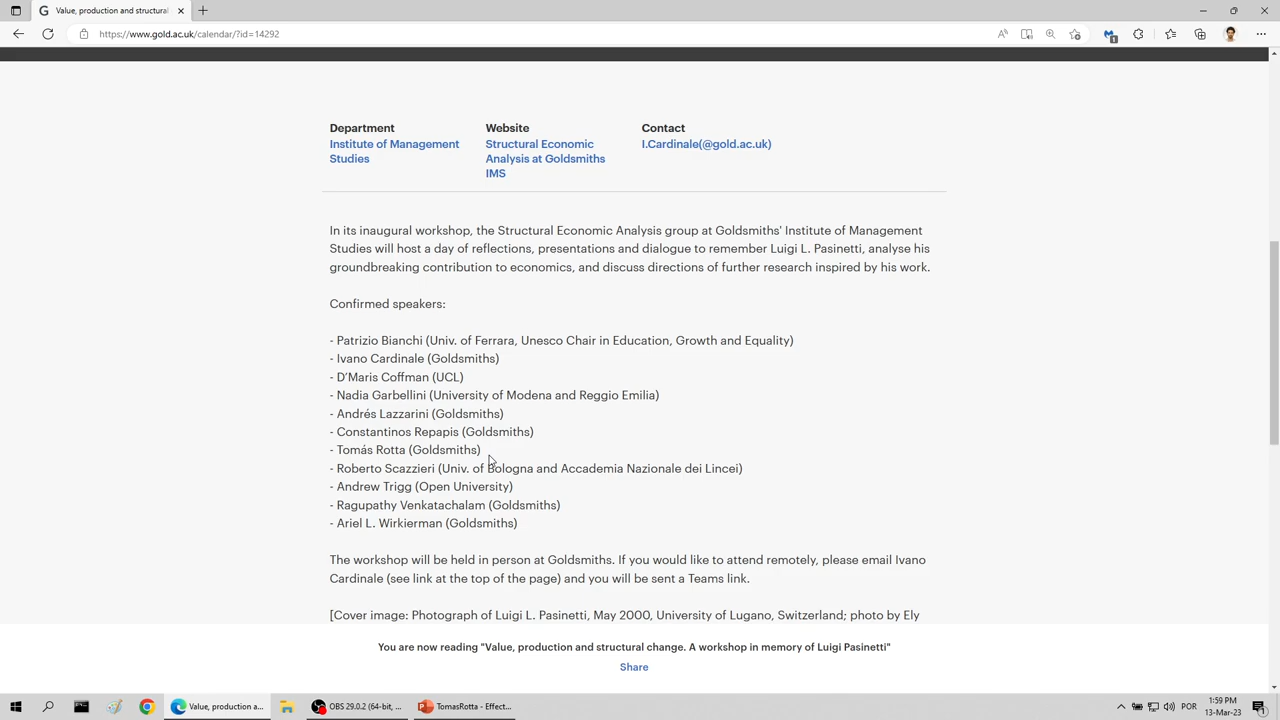 Value, production and structural
https://www.gold.ac.uk/calendar/?id=14292
Department
Institute of Management
Studies
Website
Structural Economic
Analysis at Goldsmiths
IMS
Contact
I.Cardinale(@gold.ac.uk)
In its inaugural workshop, the Structural Economic Analysis group at Goldsmiths' Institute of Management
Studies will host a day of reflections, presentations and dialogue to remember Luigi L. Pasinetti, analyse his
groundbreaking contribution to economics, and discuss directions of further research inspired by his work.
Confirmed speakers:
- Patrizio Bianchi (Univ. of Ferrara, Unesco Chair in Education, Growth and Equality)
- Ivano Cardinale (Goldsmiths)
- D’Maris Coffman (UCL)
- Nadia Garbellini (University of Modena and Reggio Emilia)
- Andrés Lazzarini (Goldsmiths)
- Constantinos Repapis (Goldsmiths)
- Tomás Rotta (Goldsmiths)
- Roberto Scazzieri (Univ. of Bologna and Accademia Nazionale dei Lincei)
- Andrew Trigg (Open University)
- Ragupathy Venkatachalam (Goldsmiths)
- Ariel L. Wirkierman (Goldsmiths)
The workshop will be held in person at Goldsmiths. If you would like to attend remotely, please email Ivano
Cardinale (see link at the top of the page) and you will be sent a Teams link.
[Cover image: Photograph of Luigi L. Pasinetti, May 2000, University of Lugano, Switzerland; photo by Ely
You are now reading "Value, production and structural change. A workshop in memory of Luigi Pasinetti"
Share
Value, production a...
OBS 29.0.2 (64-bit, ...
TomasRotta - Effect...
POR
1:59 PM
13-Mar-23